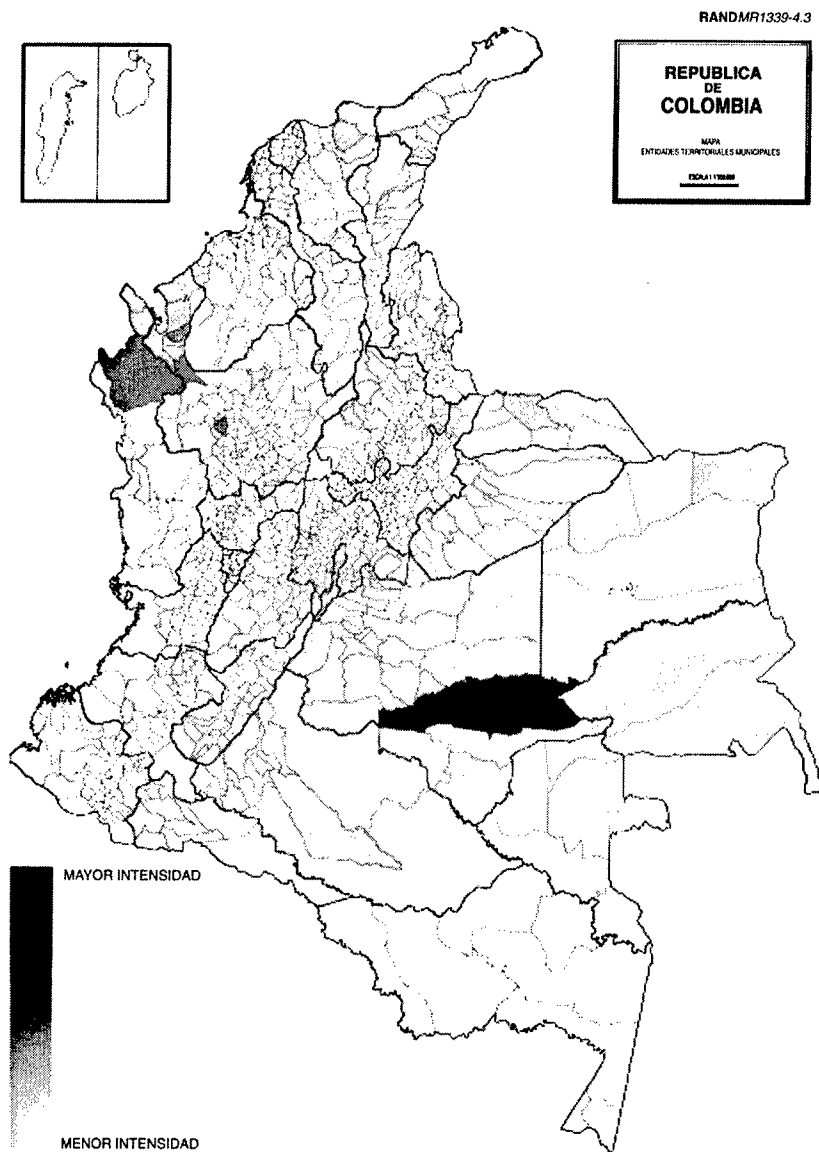 RANDMR1339-4.3
REPUBLICA
DE
COLOMBIA
MAPA
ENTIDADES TERRITORIALES MUNICIPALES
MAYOR INTENSIDAD
MENOR INTENSIDAD